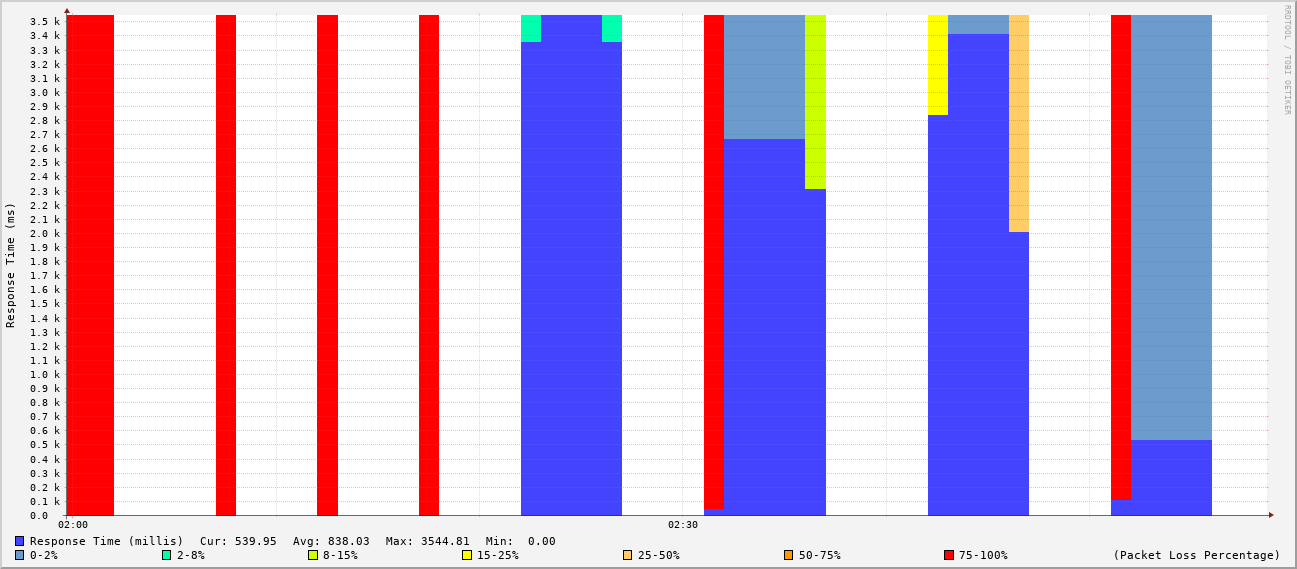 3.5 k
3.4 k
3.3 k
3.2 k
3.1 k
3.0 k
2.9 k
2.8 k
2.7 k
2.6 k
2.5 k
2.4 k
2.3 k
2.2 k
2.1 k
2.0 k
1.9 k
1.8 k
1.7 k
1.6 k
1.5 k
1.4 k
1.3 k
1.2 k
1.1 k
1.0 k
0.9 k
0.8 k
0.7 k
0.6 k
0.5 k
0.4 k
0.3 k
0.2 k
0.1 k
0.0
Response Time (ms)
RRDTOOL / TOBI OETIKER
02:00 02:30
Response Time (millis) Cur: 539.95 Avg: 838.03 Max: 3544.81 Min: 0.00
0-2% 2-8% 8-15% 15-25% 25-50% 50-75% 75-100% (Packet Loss Percentage)